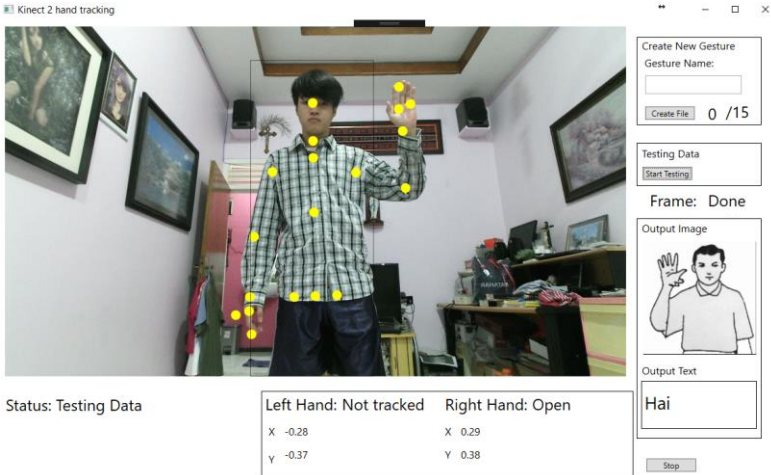 Kinect 2 hand tracking
Create New Gesture
Gesture Name:
Create File 0 /15
Testing Data
Start Testing
Frame: Done
Output Image
Output Text
Hai
Stop
Status: Testing Data
Left Hand: Not tracked Right Hand: Open
X -0.28 X 0.29
Y -0.37 Y 0.38